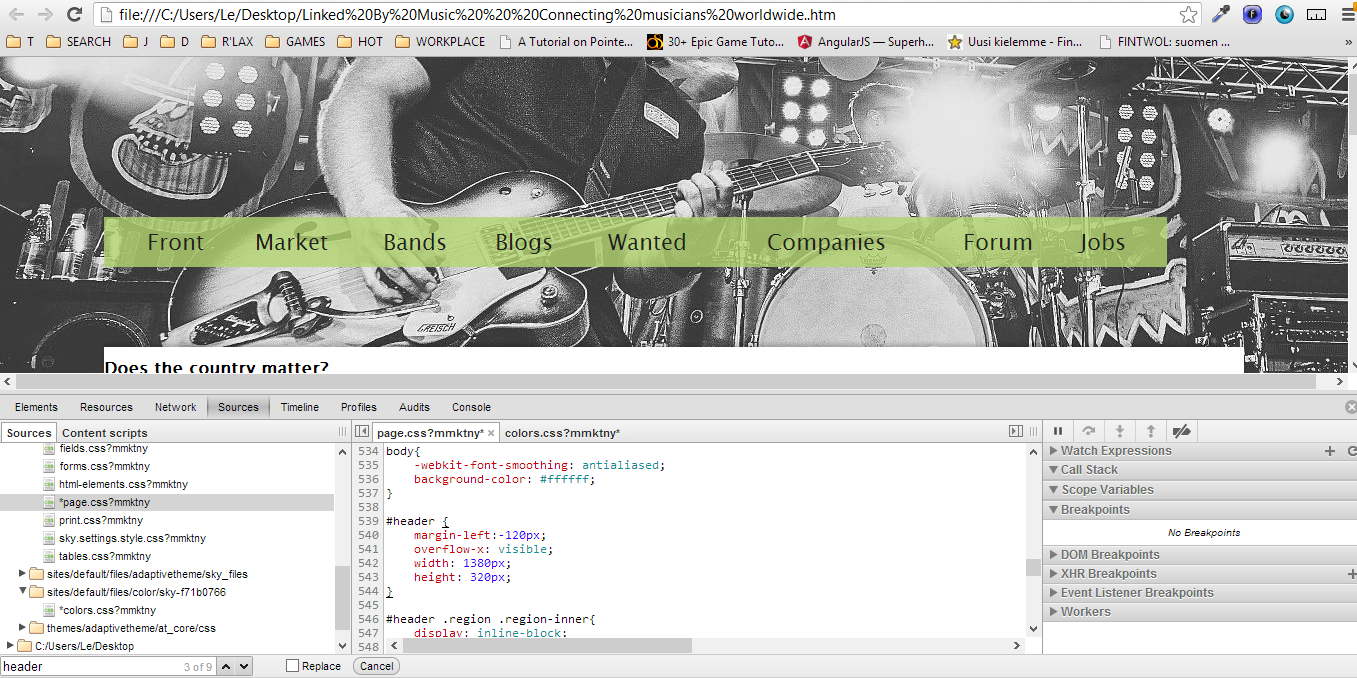 file:///C:/Users/Le/Desktop/Linked%20By%20Music%20%20%20Connecting%20musicians%20worldwide..htm
T SEARCH J D R'LAX GAMES HOT WORKPLACE A Tutorial on Pointe... 30+ Epic Game Tuto... AngularJS — Superh... Uusi kielemme - Fin... FINTWOL: suomen ... »
Front Market Bands Blogs Wanted Companies Forum Jobs
GRETSCH
Does the country matter?
Elements Resources Network Sources Timeline Profiles Audits Console
Sources Content scripts
fields.css?mmktny
forms.css?mmktny
html-elements.css?mmktny
*page.css?mmktny
print.css?mmktny
sky.settings.style.css?mmktny
tables.css?mmktny
sites/default/files/adaptivetheme/sky_files
sites/default/files/color/sky-f71b0766
*colors.css?mmktny
themes/adaptivetheme/at_core/css
C:/Users/Le/Desktop
page.css?mmktny* × colors.css?mmktny*
534 body{
535 -webkit-font-smoothing: antialiased;
536 background-color: #ffffff;
537 }
538
539 #header {
540 margin-left:-120px;
541 overflow-x: visible;
542 width: 1380px;
543 height: 320px;
544 }
545
546 #header .region .region-inner{
547 display: inline-block;
548
Watch Expressions
Call Stack
Scope Variables
Breakpoints
No Breakpoints
DOM Breakpoints
XHR Breakpoints
Event Listener Breakpoints
Workers
header 3 of 9 Replace Cancel